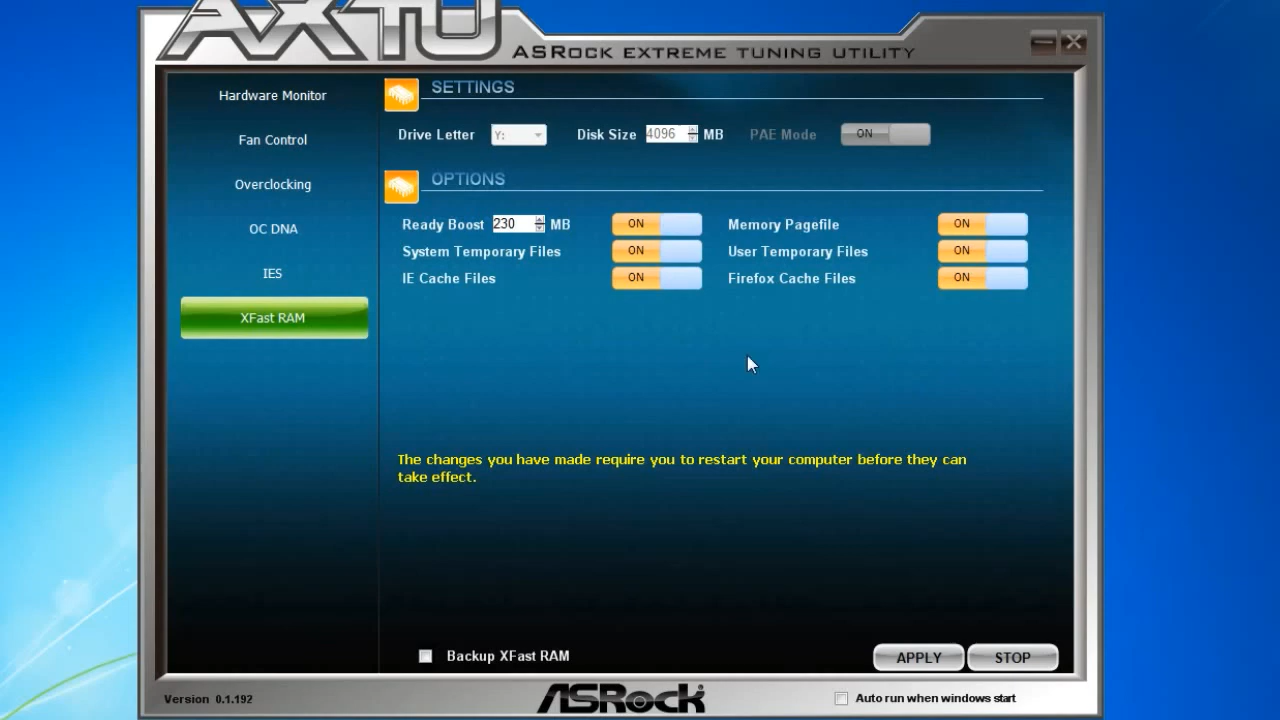 AXTU
ASROCK EXTREME TUNING UTILITY
Hardware Monitor
Fan Control
Overclocking
OC DNA
IES
XFast RAM
SETTINGS
Drive Letter Y: Disk Size 4096 MB PAE Mode ON
OPTIONS
Ready Boost 230 MB ON Memory Pagefile ON
System Temporary Files ON User Temporary Files ON
IE Cache Files ON Firefox Cache Files ON
The changes you have made require you to restart your computer before they can
take effect.
Backup XFast RAM APPLY STOP
Version 0.1.192 ASRock Auto run when windows start